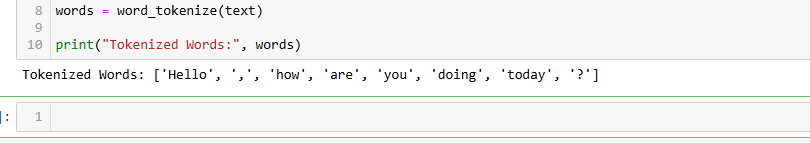 8 words = word_tokenize(text)
9
10 print("Tokenized Words:", words)
Tokenized Words: ['Hello', ',', 'how', 'are', 'you', 'doing', 'today', '?']
]: 1